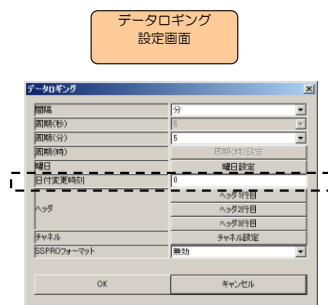 データロギング
設定画面
データロギング
間隔 分
周期(秒) 5
周期(分) 5
周期(時) 周期(時)設定
曜日 曜日設定
日付変更時刻 0
ヘッダ1行目
ヘッダ ヘッダ2行目
ヘッダ3行目
チャネル チャネル設定
SSPROフォーマット 無効
OK キャンセル